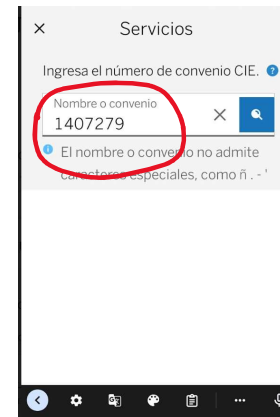 Servicios
Ingresa el número de convenio CIE.
Nombre o convenio
1407279
El nombre o convenio no admite
caracteres especiales, como ñ . - '